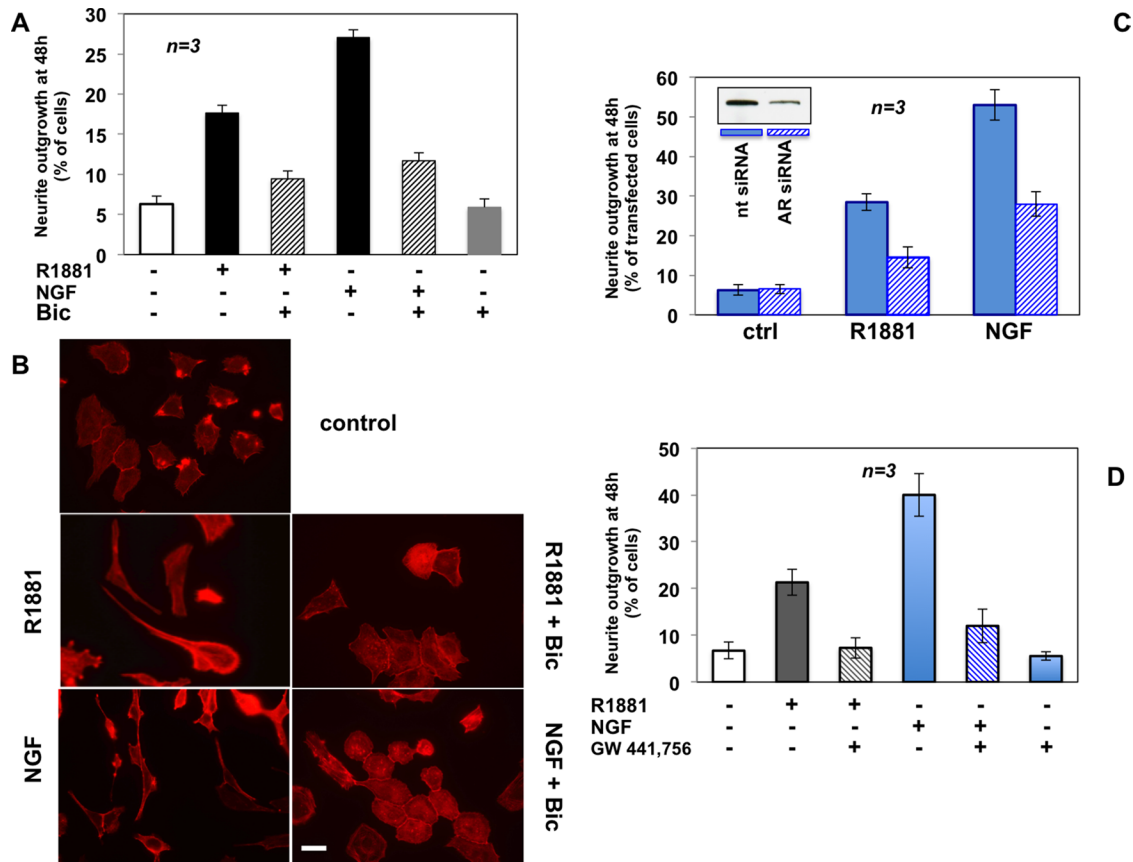 A
n=3
Neurite outgrowth at 48h
(% of cells)
30
25
20
15
10
5
0
R1881 - + + - - -
NGF - - - + + -
Bic - - + - + +
B
control
R1881
R1881 + Bic
NGF
NGF + Bic
C
n=3
Neurite outgrowth at 48h
(% of transfected cells)
60
50
40
30
20
10
0
nt siRNA
AR siRNA
ctrl R1881 NGF
D
n=3
Neurite outgrowth at 48h
(% of cells)
50
40
30
20
10
0
R1881 - + + - - -
NGF - - - + + -
GW 441,756 - - + - + +